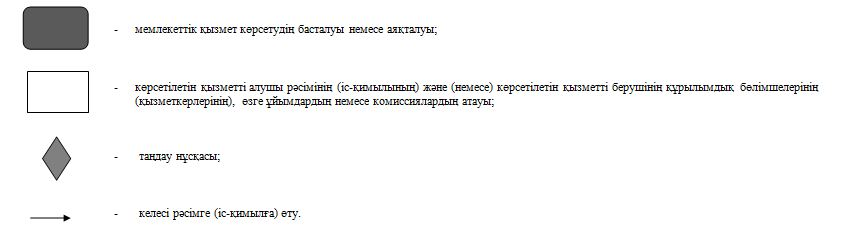 - мемлекеттік қызмет көрсетудің басталуы немесе аяқталуы;
- көрсетілетін қызметті алушы рәсімінің (іс-қимылының) және (немесе) көрсетілетін қызметті берушінің құрылымдық бөлімшелерінің
(қызметкерлерінің), өзге ұйымдардың немесе комиссиялардың атауы;
- таңдау нұсқасы;
- келесі рәсімге (іс-қимылға) өту.